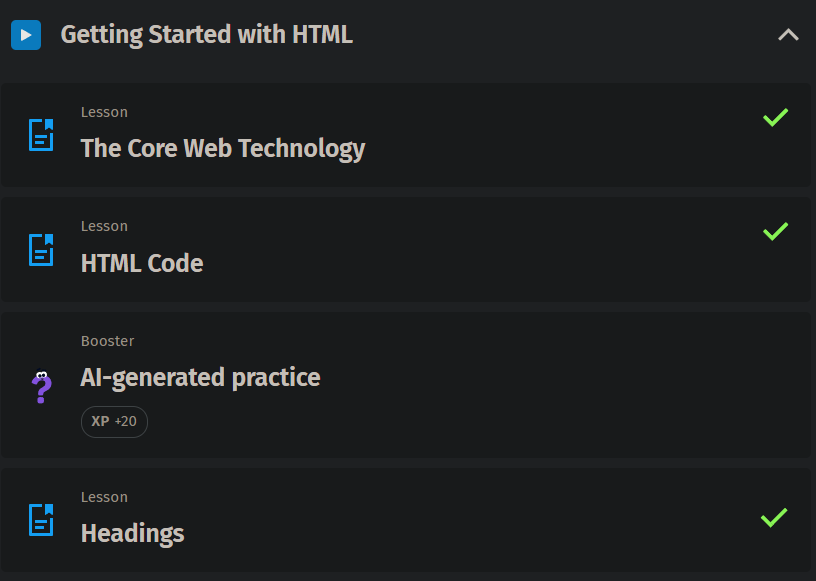 Getting Started with HTML
Lesson
The Core Web Technology
Lesson
HTML Code
Booster
AI-generated practice
XP +20
Lesson
Headings